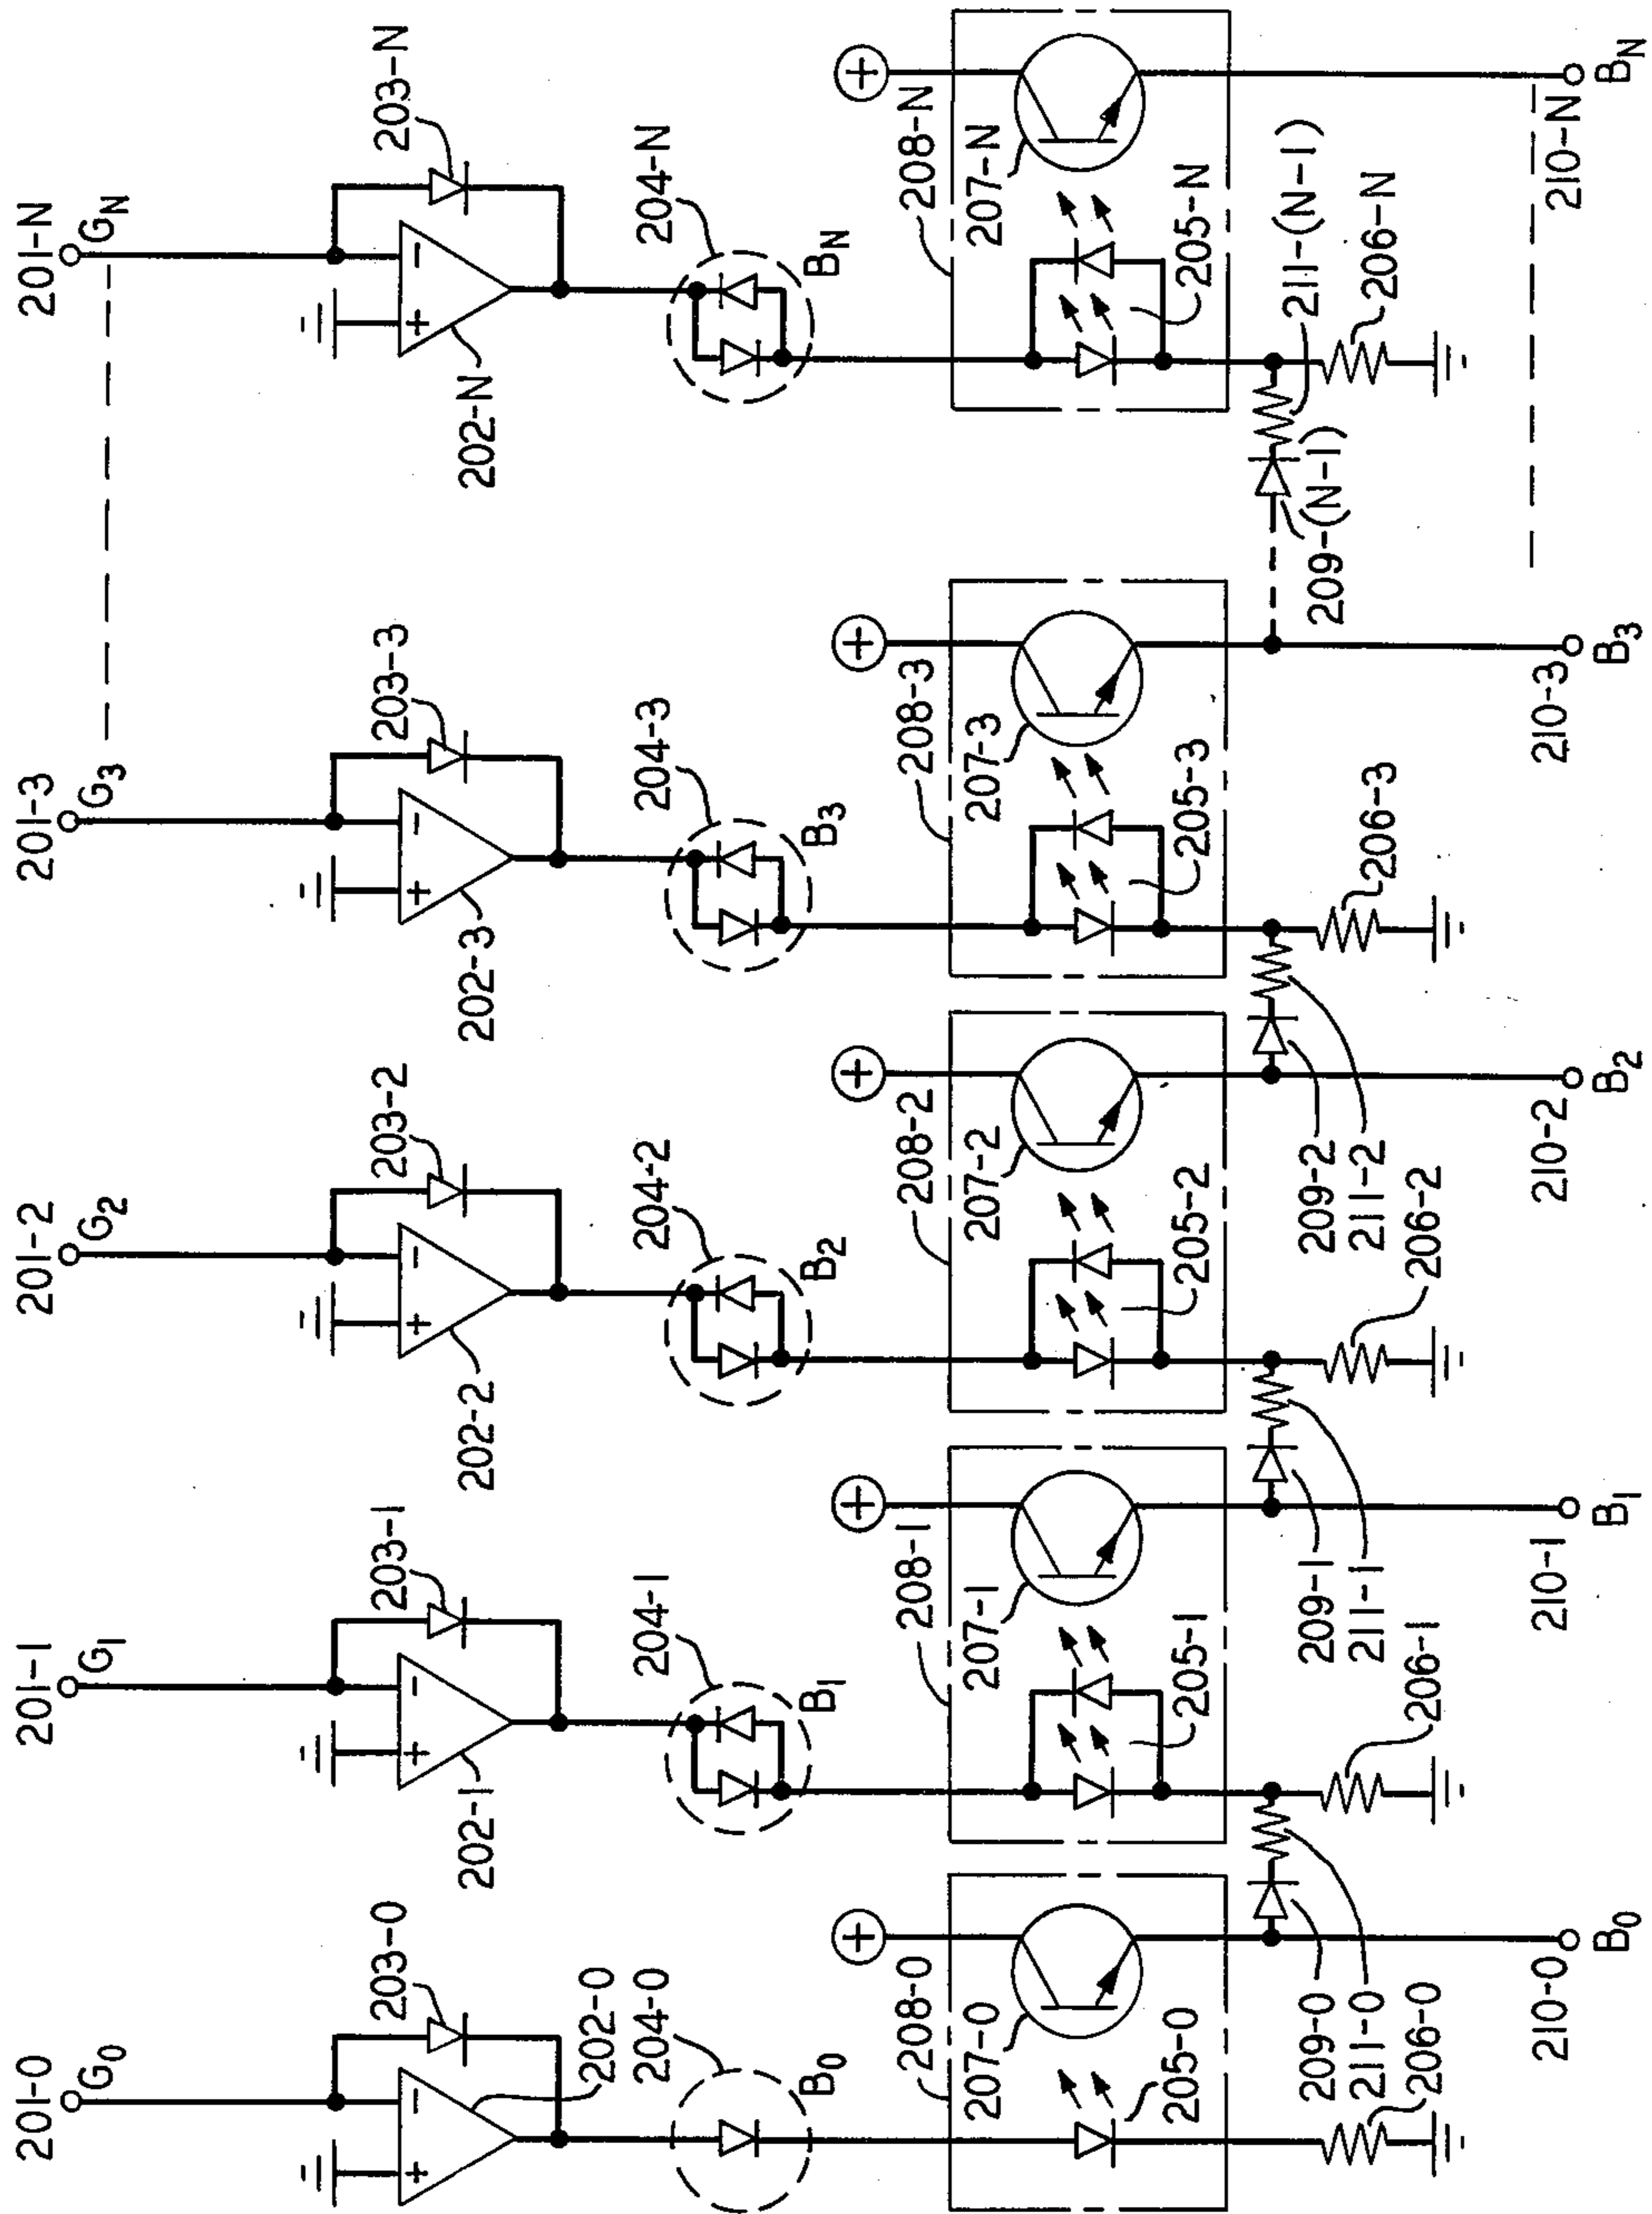 201-0 201-1 201-2 201-3 201-N
G0 G1 G2 G3 GN
203-0 203-1 203-2 203-3 203-N
+ − + − + − + − + −
202-0 202-1 202-2 202-3 202-N
204-0 204-1 204-2 204-3 204-N
B0 B1 B2 B3 BN
+ + + + +
208-0 208-1 208-2 208-3 208-N
207-0 207-1 207-2 207-3 207-N
205-0 205-1 205-2 205-3 205-N
209-0 209-1 209-2 209-(N-1)
211-0 211-1 211-2 211-(N-1)
206-0 206-1 206-2 206-3 206-N
210-0 210-1 210-2 210-3 210-N
B0 B1 B2 B3 BN